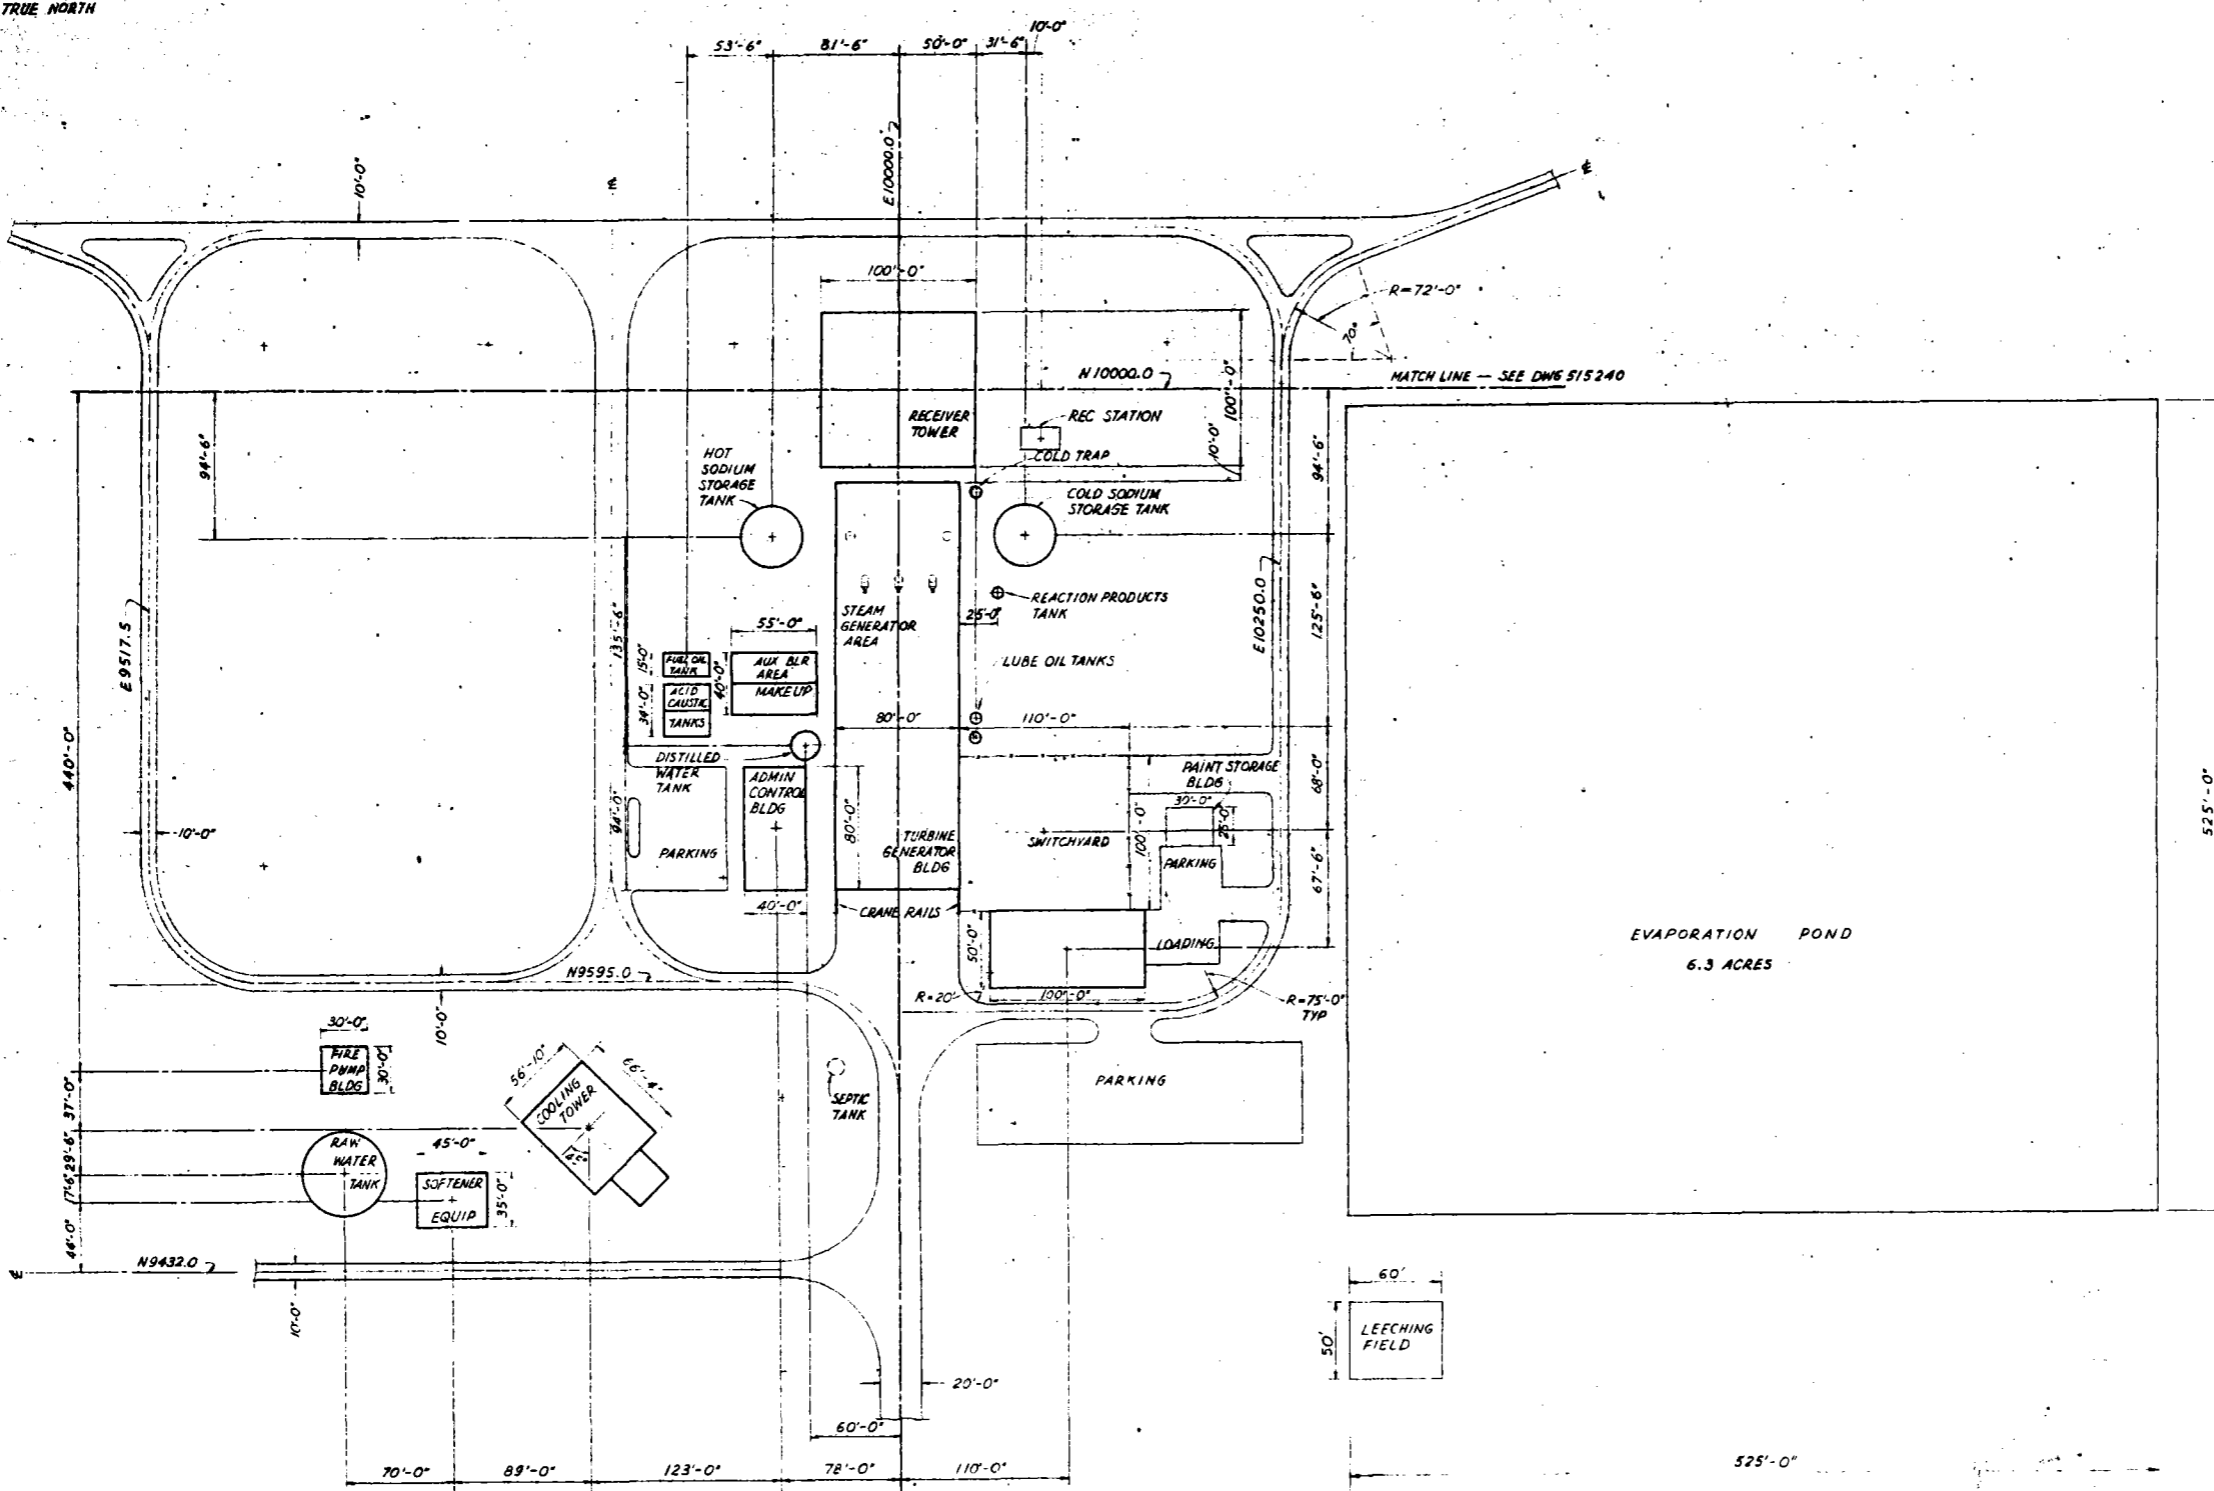 TRUE NORTH
10'-0"
53'-6"
81'-6"
50'-0"
31'-6"
E10000.0
10'-0"
100'-0"
R=72'-0"
70°
N10000.0
MATCH LINE — SEE DWG 515240
100'-0"
RECEIVER
TOWER
REC STATION
10'-0"
COLD TRAP
94'-6"
94'-6"
HOT
SODIUM
STORAGE
TANK
COLD SODIUM
STORAGE TANK
E9517.5
135'-6"
STEAM
GENERATOR
AREA
25'-0"
REACTION PRODUCTS
TANK
E10250.0
125'-6"
55'-0"
15'-0"
FUEL OIL
TANK
AUX BLR
AREA
MAKEUP
40'-0"
34'-0"
ACID
CAUSTIC
TANKS
LUBE OIL TANKS
80'-0"
110'-0"
440'-0"
DISTILLED
WATER
TANK
ADMIN
CONTROL
BLDG
PAINT STORAGE
BLDG
30'-0"
25'-0"
68'-0"
525'-0"
94'-0"
10'-0"
PARKING
80'-0"
TURBINE
GENERATOR
BLDG
SWITCHYARD
100'-0"
PARKING
67'-6"
40'-0"
CRANE RAILS
50'-0"
LOADING
EVAPORATION POND
6.3 ACRES
N9595.0
R=20'
100'-0"
R=75'-0"
TYP
10'-0"
30'-0"
FIRE
PUMP
BLDG
30'-0"
56'-10"
66'-4"
COOLING
TOWER
45°
SEPTIC
TANK
PARKING
37'-0"
29'-6"
17'-6"
44'-0"
RAW
WATER
TANK
45'-0"
SOFTENER
EQUIP
35'-0"
N9432.0
10'-0"
60'
50'
LEECHING
FIELD
20'-0"
60'-0"
70'-0"
89'-0"
123'-0"
78'-0"
110'-0"
525'-0"